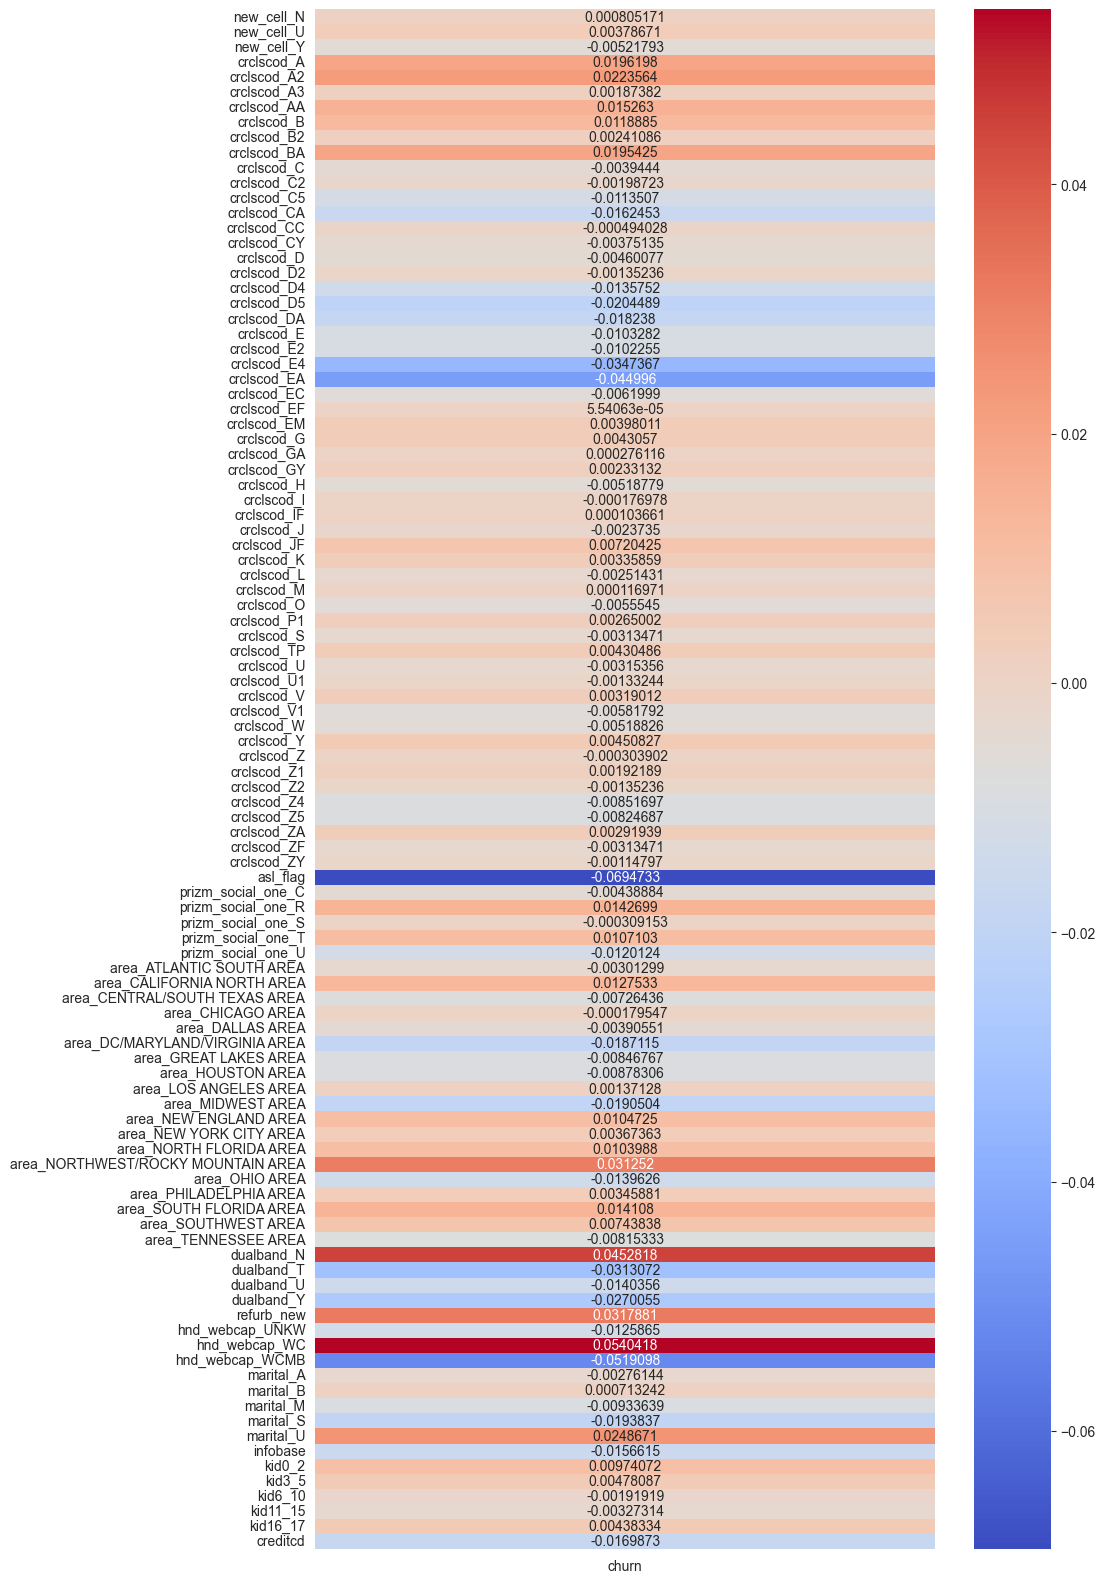 new_cell_N 0.000805171
new_cell_U 0.00378671
new_cell_Y -0.00521793
crclscod_A 0.0196198
crclscod_A2 0.0223564
crclscod_A3 0.00187382
crclscod_AA 0.015263
crclscod_B 0.0118885
crclscod_B2 0.00241086
crclscod_BA 0.0195425
crclscod_C -0.0039444
crclscod_C2 -0.00198723
crclscod_C5 -0.0113507
crclscod_CA -0.0162453
crclscod_CC -0.000494028
crclscod_CY -0.00375135
crclscod_D -0.00460077
crclscod_D2 -0.00135236
crclscod_D4 -0.0135752
crclscod_D5 -0.0204489
crclscod_DA -0.018238
crclscod_E -0.0103282
crclscod_E2 -0.0102255
crclscod_E4 -0.0347367
crclscod_EA -0.044996
crclscod_EC -0.0061999
crclscod_EF 5.54063e-05
crclscod_EM 0.00398011
crclscod_G 0.0043057
crclscod_GA 0.000276116
crclscod_GY 0.00233132
crclscod_H -0.00518779
crclscod_I -0.000176978
crclscod_IF 0.000103661
crclscod_J -0.0023735
crclscod_JF 0.00720425
crclscod_K 0.00335859
crclscod_L -0.00251431
crclscod_M 0.000116971
crclscod_O -0.0055545
crclscod_P1 0.00265002
crclscod_S -0.00313471
crclscod_TP 0.00430486
crclscod_U -0.00315356
crclscod_U1 -0.00133244
crclscod_V 0.00319012
crclscod_V1 -0.00581792
crclscod_W -0.00518826
crclscod_Y 0.00450827
crclscod_Z -0.000303902
crclscod_Z1 0.00192189
crclscod_Z2 -0.00135236
crclscod_Z4 -0.00851697
crclscod_Z5 -0.00824687
crclscod_ZA 0.00291939
crclscod_ZF -0.00313471
crclscod_ZY -0.00114797
asl_flag -0.0694733
prizm_social_one_C -0.00438884
prizm_social_one_R 0.0142699
prizm_social_one_S -0.000309153
prizm_social_one_T 0.0107103
prizm_social_one_U -0.0120124
area_ATLANTIC SOUTH AREA -0.00301299
area_CALIFORNIA NORTH AREA 0.0127533
area_CENTRAL/SOUTH TEXAS AREA -0.00726436
area_CHICAGO AREA -0.000179547
area_DALLAS AREA -0.00390551
area_DC/MARYLAND/VIRGINIA AREA -0.0187115
area_GREAT LAKES AREA -0.00846767
area_HOUSTON AREA -0.00878306
area_LOS ANGELES AREA 0.00137128
area_MIDWEST AREA -0.0190504
area_NEW ENGLAND AREA 0.0104725
area_NEW YORK CITY AREA 0.00367363
area_NORTH FLORIDA AREA 0.0103988
area_NORTHWEST/ROCKY MOUNTAIN AREA 0.031252
area_OHIO AREA -0.0139626
area_PHILADELPHIA AREA 0.00345881
area_SOUTH FLORIDA AREA 0.014108
area_SOUTHWEST AREA 0.00743838
area_TENNESSEE AREA -0.00815333
dualband_N 0.0452818
dualband_T -0.0313072
dualband_U -0.0140356
dualband_Y -0.0270055
refurb_new 0.0317881
hnd_webcap_UNKW -0.0125865
hnd_webcap_WC 0.0540418
hnd_webcap_WCMB -0.0519098
marital_A -0.00276144
marital_B 0.000713242
marital_M -0.00933639
marital_S -0.0193837
marital_U 0.0248671
infobase -0.0156615
kid0_2 0.00974072
kid3_5 0.00478087
kid6_10 -0.00191919
kid11_15 -0.00327314
kid16_17 0.00438334
creditcd -0.0169873
churn
0.04
0.02
0.00
−0.02
−0.04
−0.06